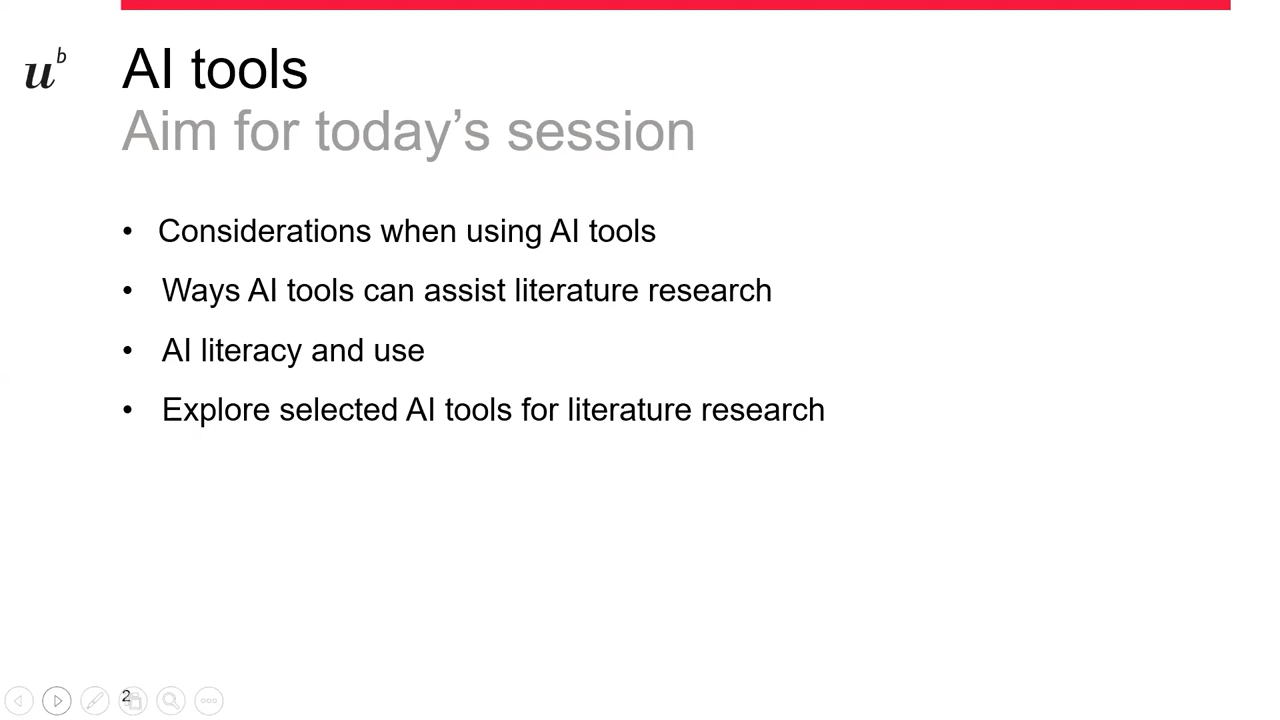 u b
AI tools
Aim for today’s session
• Considerations when using AI tools
• Ways AI tools can assist literature research
• AI literacy and use
• Explore selected AI tools for literature research
2